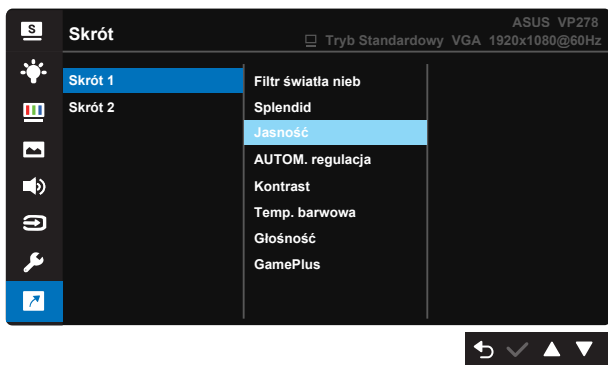 S
Skrót
ASUS VP278
Tryb Standardowy VGA 1920x1080@60Hz
Skrót 1
Skrót 2
Filtr światła nieb
Splendid
Jasność
AUTOM. regulacja
Kontrast
Temp. barwowa
Głośność
GamePlus